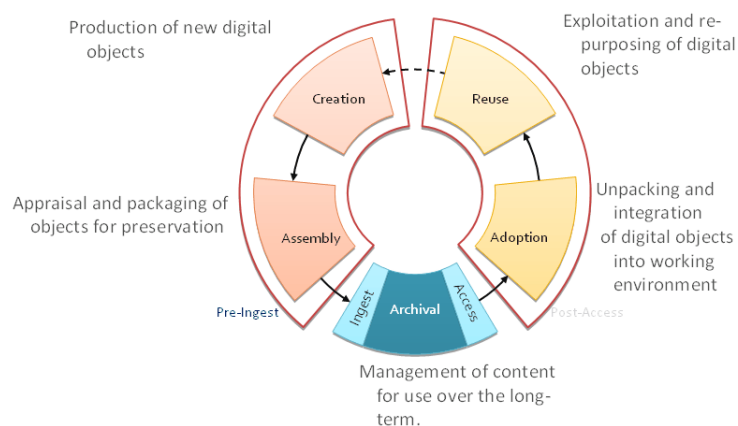 Production of new digital
objects
Exploitation and re-
purposing of digital
objects
Creation
Reuse
Appraisal and packaging of
objects for preservation
Assembly
Adoption
Unpacking and
integration
of digital objects
into working
environment
Pre-Ingest
Ingest
Archival
Access
Post-Access
Management of content
for use over the long-
term.